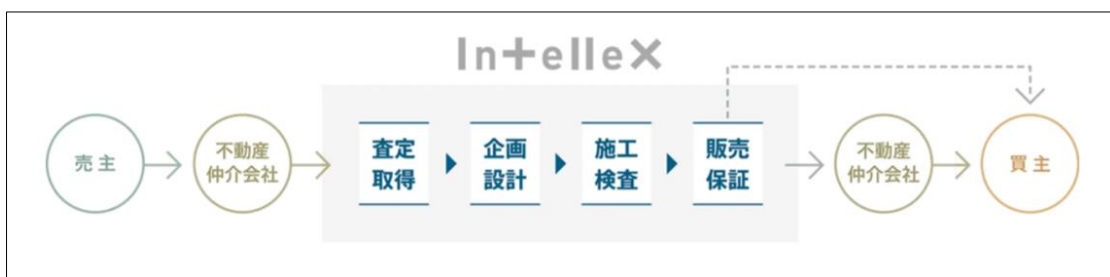 Intellex
売主
不動産
仲介会社
査定
取得
企画
設計
施工
検査
販売
保証
不動産
仲介会社
買主